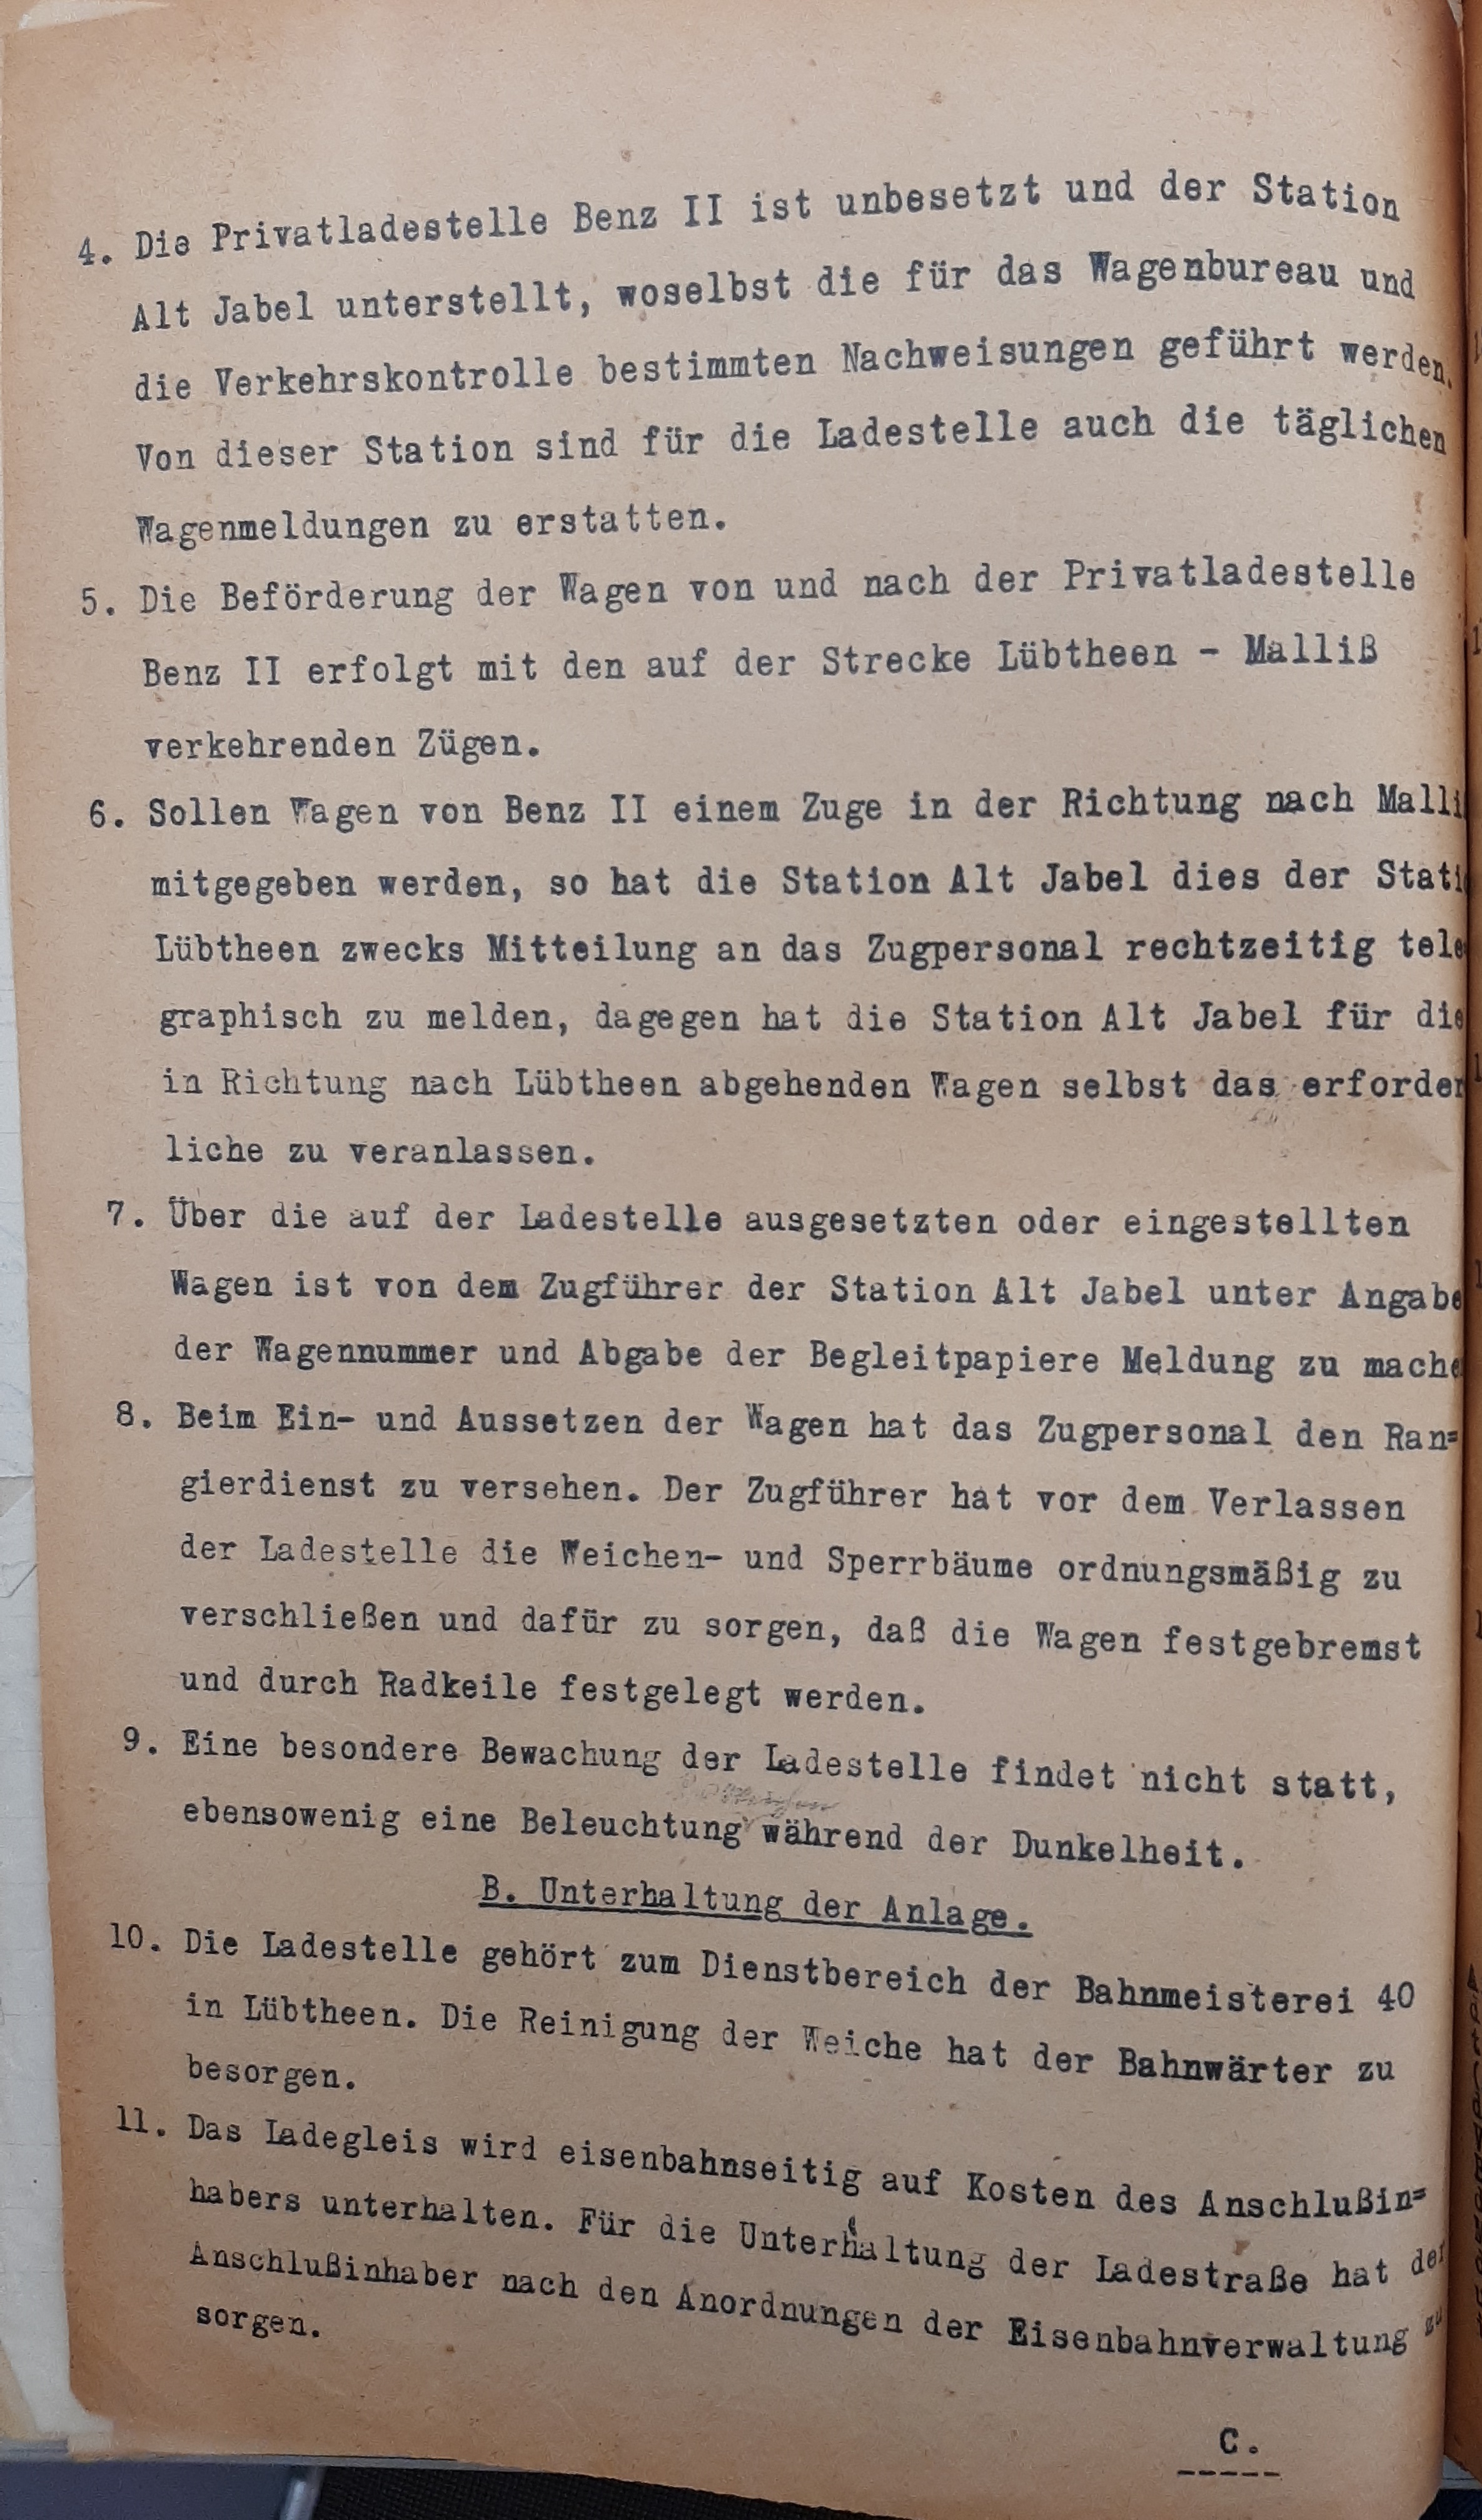 4. Die Privatladestelle Benz II ist unbesetzt und der Station
Alt Jabel unterstellt, woselbst die für das Wagenbureau und
die Verkehrskontrolle bestimmten Nachweisungen geführt werden.
Von dieser Station sind für die Ladestelle auch die täglichen
Wagenmeldungen zu erstatten.
5. Die Beförderung der Wagen von und nach der Privatladestelle
Benz II erfolgt mit den auf der Strecke Lübtheen - Malliß
verkehrenden Zügen.
6. Sollen Wagen von Benz II einem Zuge in der Richtung nach Malli
mitgegeben werden, so hat die Station Alt Jabel dies der Stati
Lübtheen zwecks Mitteilung an das Zugpersonal rechtzeitig tele
graphisch zu melden, dagegen hat die Station Alt Jabel für die
in Richtung nach Lübtheen abgehenden Wagen selbst das erforder
liche zu veranlassen.
7. Über die auf der Ladestelle ausgesetzten oder eingestellten
Wagen ist von dem Zugführer der Station Alt Jabel unter Angabe
der Wagennummer und Abgabe der Begleitpapiere Meldung zu mache
8. Beim Ein- und Aussetzen der Wagen hat das Zugpersonal den Ran=
gierdienst zu versehen. Der Zugführer hat vor dem Verlassen
der Ladestelle die Weichen- und Sperrbäume ordnungsmäßig zu
verschließen und dafür zu sorgen, daß die Wagen festgebremst
und durch Radkeile festgelegt werden.
9. Eine besondere Bewachung der Ladestelle findet nicht statt,
ebensowenig eine Beleuchtung während der Dunkelheit.
B. Unterhaltung der Anlage.
10. Die Ladestelle gehört zum Dienstbereich der Bahnmeisterei 40
in Lübtheen. Die Reinigung der Weiche hat der Bahnwärter zu
besorgen.
11. Das Ladegleis wird eisenbahnseitig auf Kosten des Anschlußin=
habers unterhalten. Für die Unterhaltung der Ladestraße hat der
Anschlußinhaber nach den Anordnungen der Eisenbahnverwaltung zu
sorgen.
C.